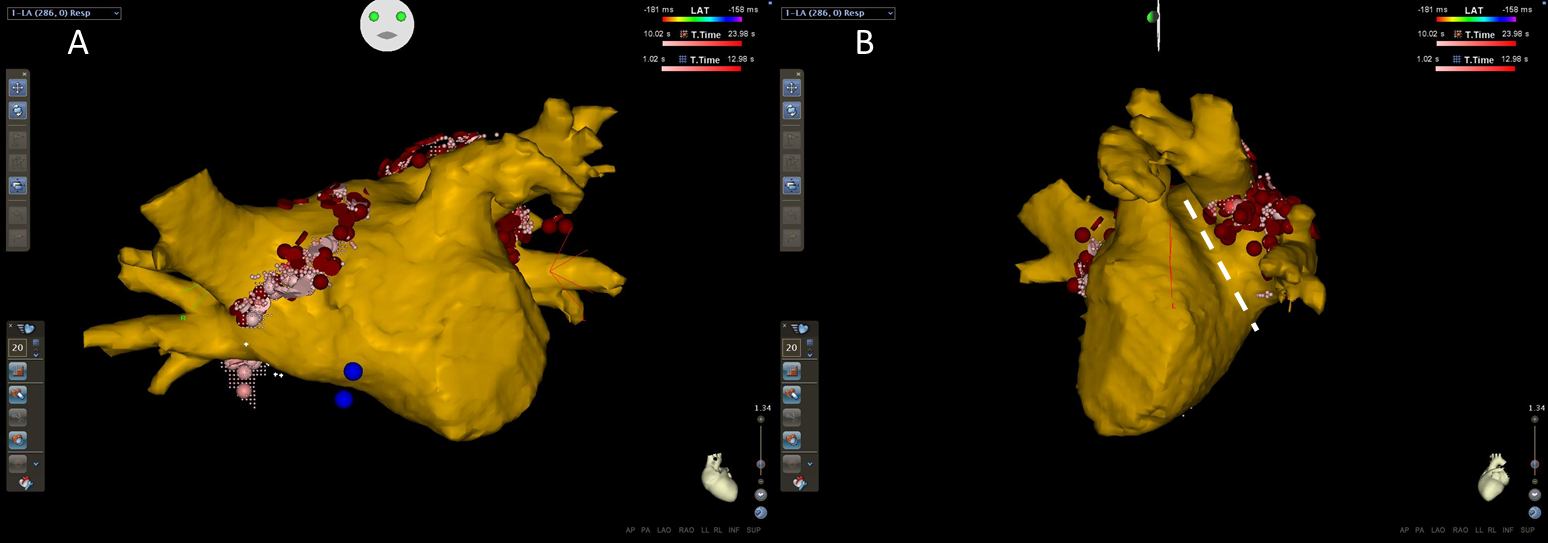 1-LA (286, 0) Resp
A
-181 ms LAT -158 ms
10.02 s T.Time 23.98 s
1.02 s T.Time 12.98 s
20
R
1.34
AP PA LAO RAO LL RL INF SUP
1-LA (286, 0) Resp
B
-181 ms LAT -158 ms
10.02 s T.Time 23.98 s
1.02 s T.Time 12.98 s
20
1.34
AP PA LAO RAO LL RL INF SUP